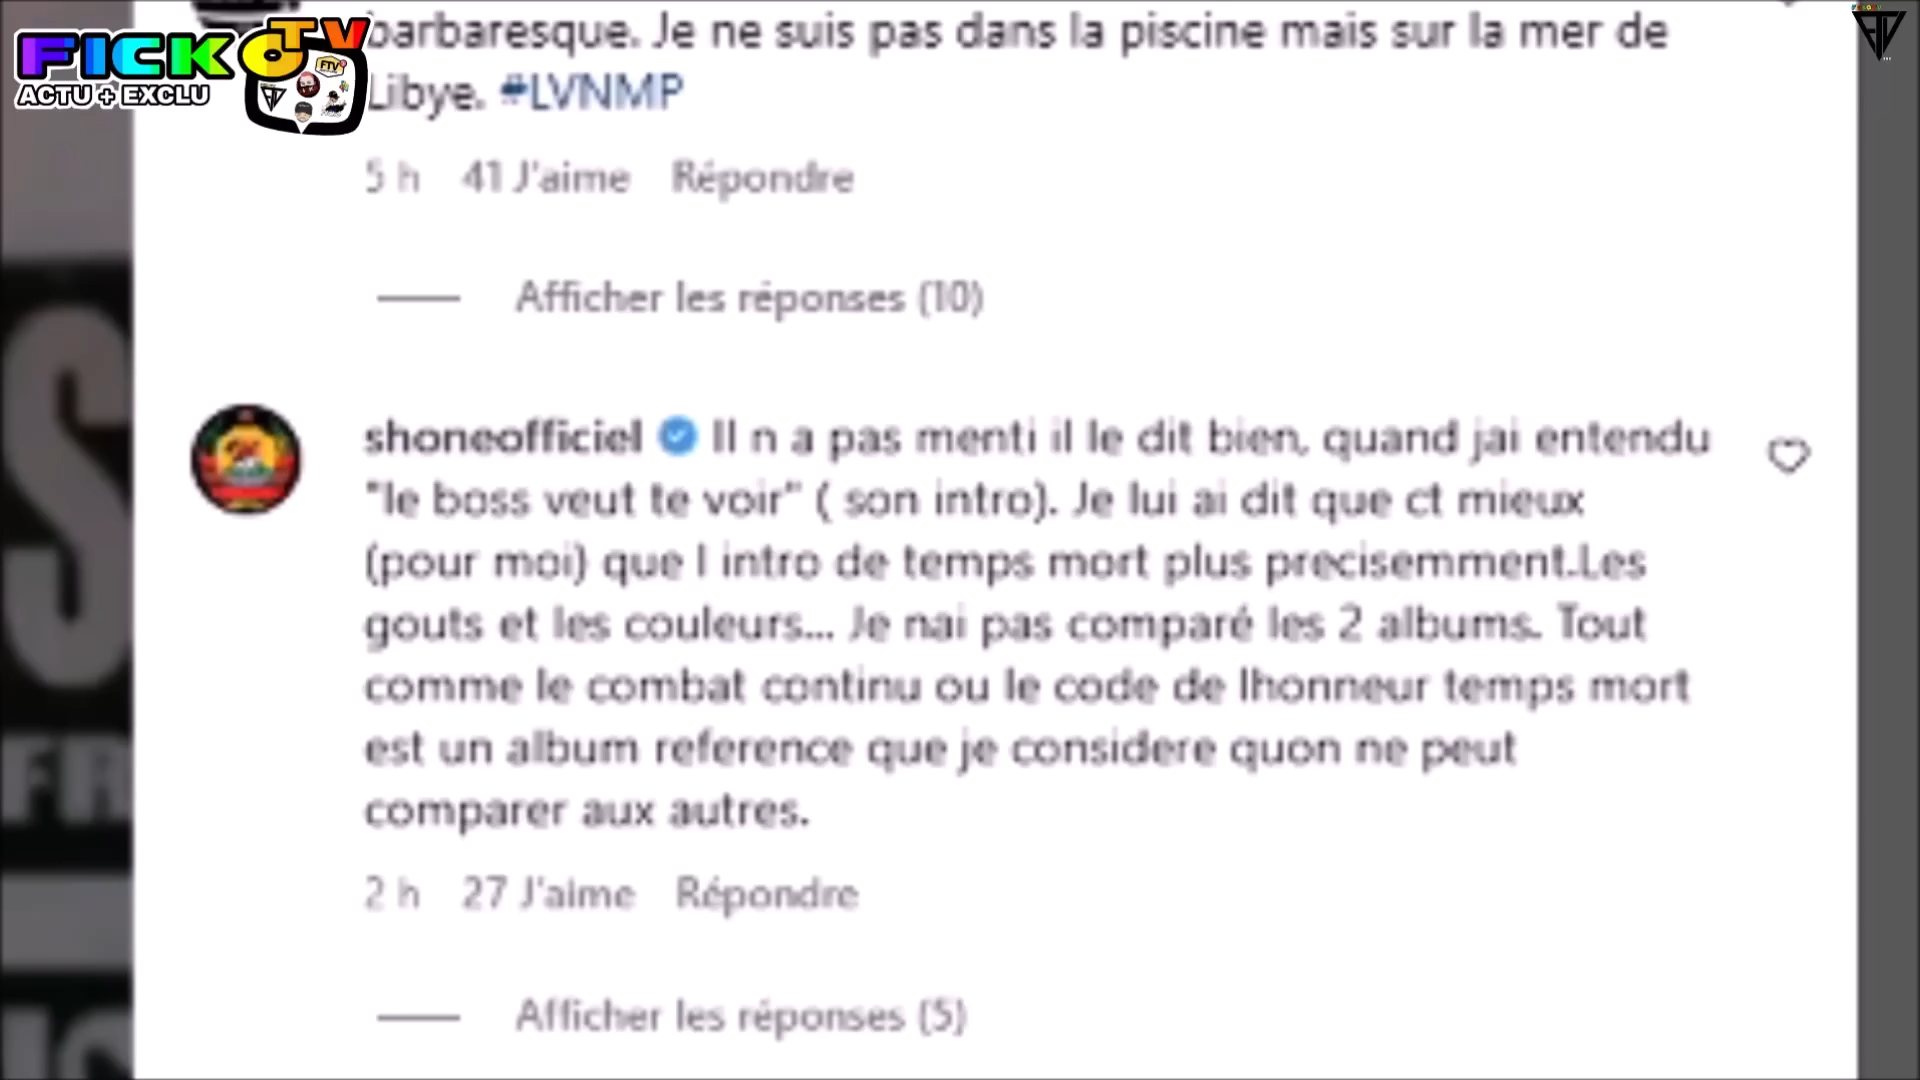 FICKO TV
ACTU + EXCLU
FTV
barbaresque. Je ne suis pas dans la piscine mais sur la mer de
Libye. #LVNMP
5 h 41 J'aime Répondre
Afficher les réponses (10)
shoneofficiel Il n a pas menti il le dit bien, quand jai entendu
"le boss veut te voir" ( son intro). Je lui ai dit que ct mieux
(pour moi) que l intro de temps mort plus precisemment.Les
gouts et les couleurs... Je nai pas comparé les 2 albums. Tout
comme le combat continu ou le code de lhonneur temps mort
est un album reference que je considere quon ne peut
comparer aux autres.
2 h 27 J'aime Répondre
Afficher les réponses (5)
S
FR